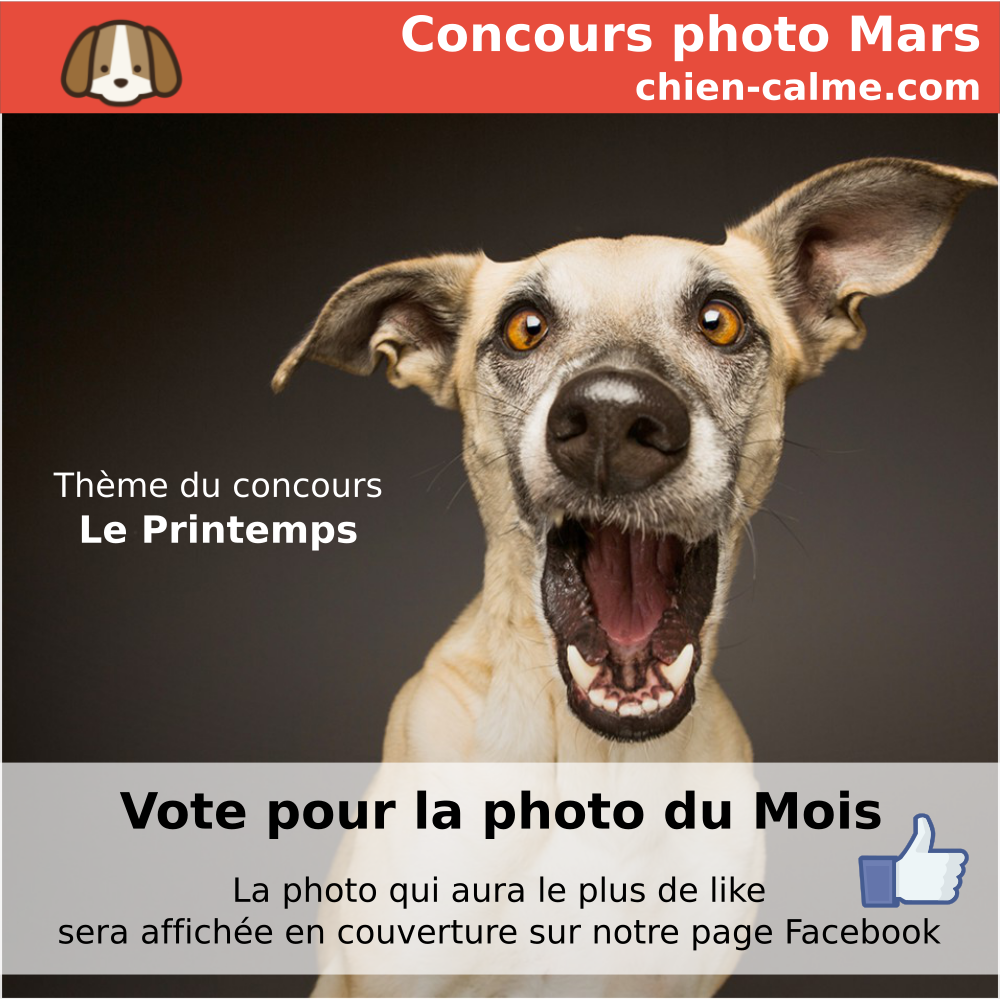 Concours photo Mars
chien-calme.com
Thème du concours
Le Printemps
Vote pour la photo du Mois
La photo qui aura le plus de like
sera affichée en couverture sur notre page Facebook